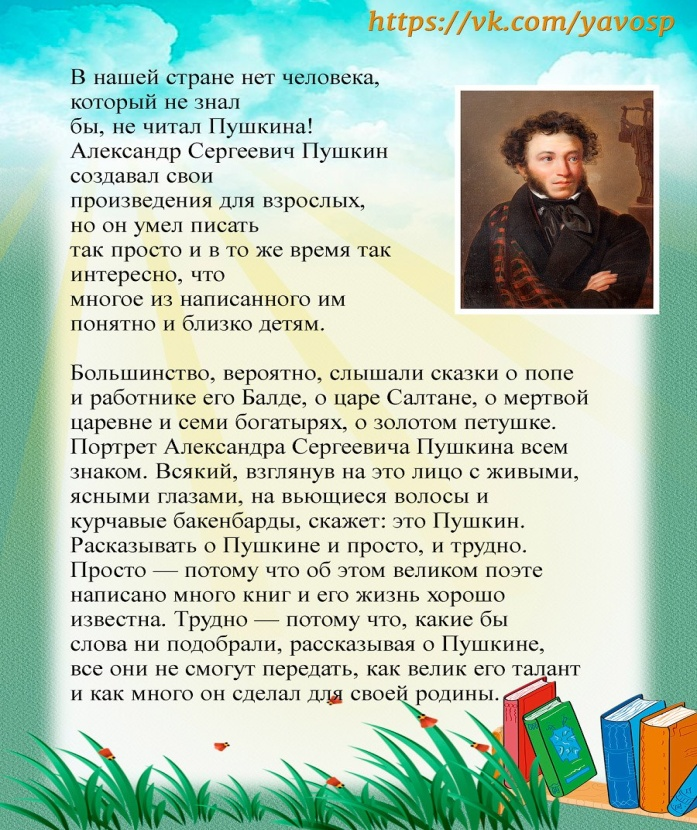 https://vk.com/yavosp
В нашей стране нет человека,
который не знал
бы, не читал Пушкина!
Александр Сергеевич Пушкин
создавал свои
произведения для взрослых,
но он умел писать
так просто и в то же время так
интересно, что
многое из написанного им
понятно и близко детям.
Большинство, вероятно, слышали сказки о попе
и работнике его Балде, о царе Салтане, о мертвой
царевне и семи богатырях, о золотом петушке.
Портрет Александра Сергеевича Пушкина всем
знаком. Всякий, взглянув на это лицо с живыми,
ясными глазами, на вьющиеся волосы и
курчавые бакенбарды, скажет: это Пушкин.
Расказывать о Пушкине и просто, и трудно.
Просто — потому что об этом великом поэте
написано много книг и его жизнь хорошо
известна. Трудно — потому что, какие бы
слова ни подобрали, рассказывая о Пушкине,
все они не смогут передать, как велик его талант
и как много он сделал для своей родины.